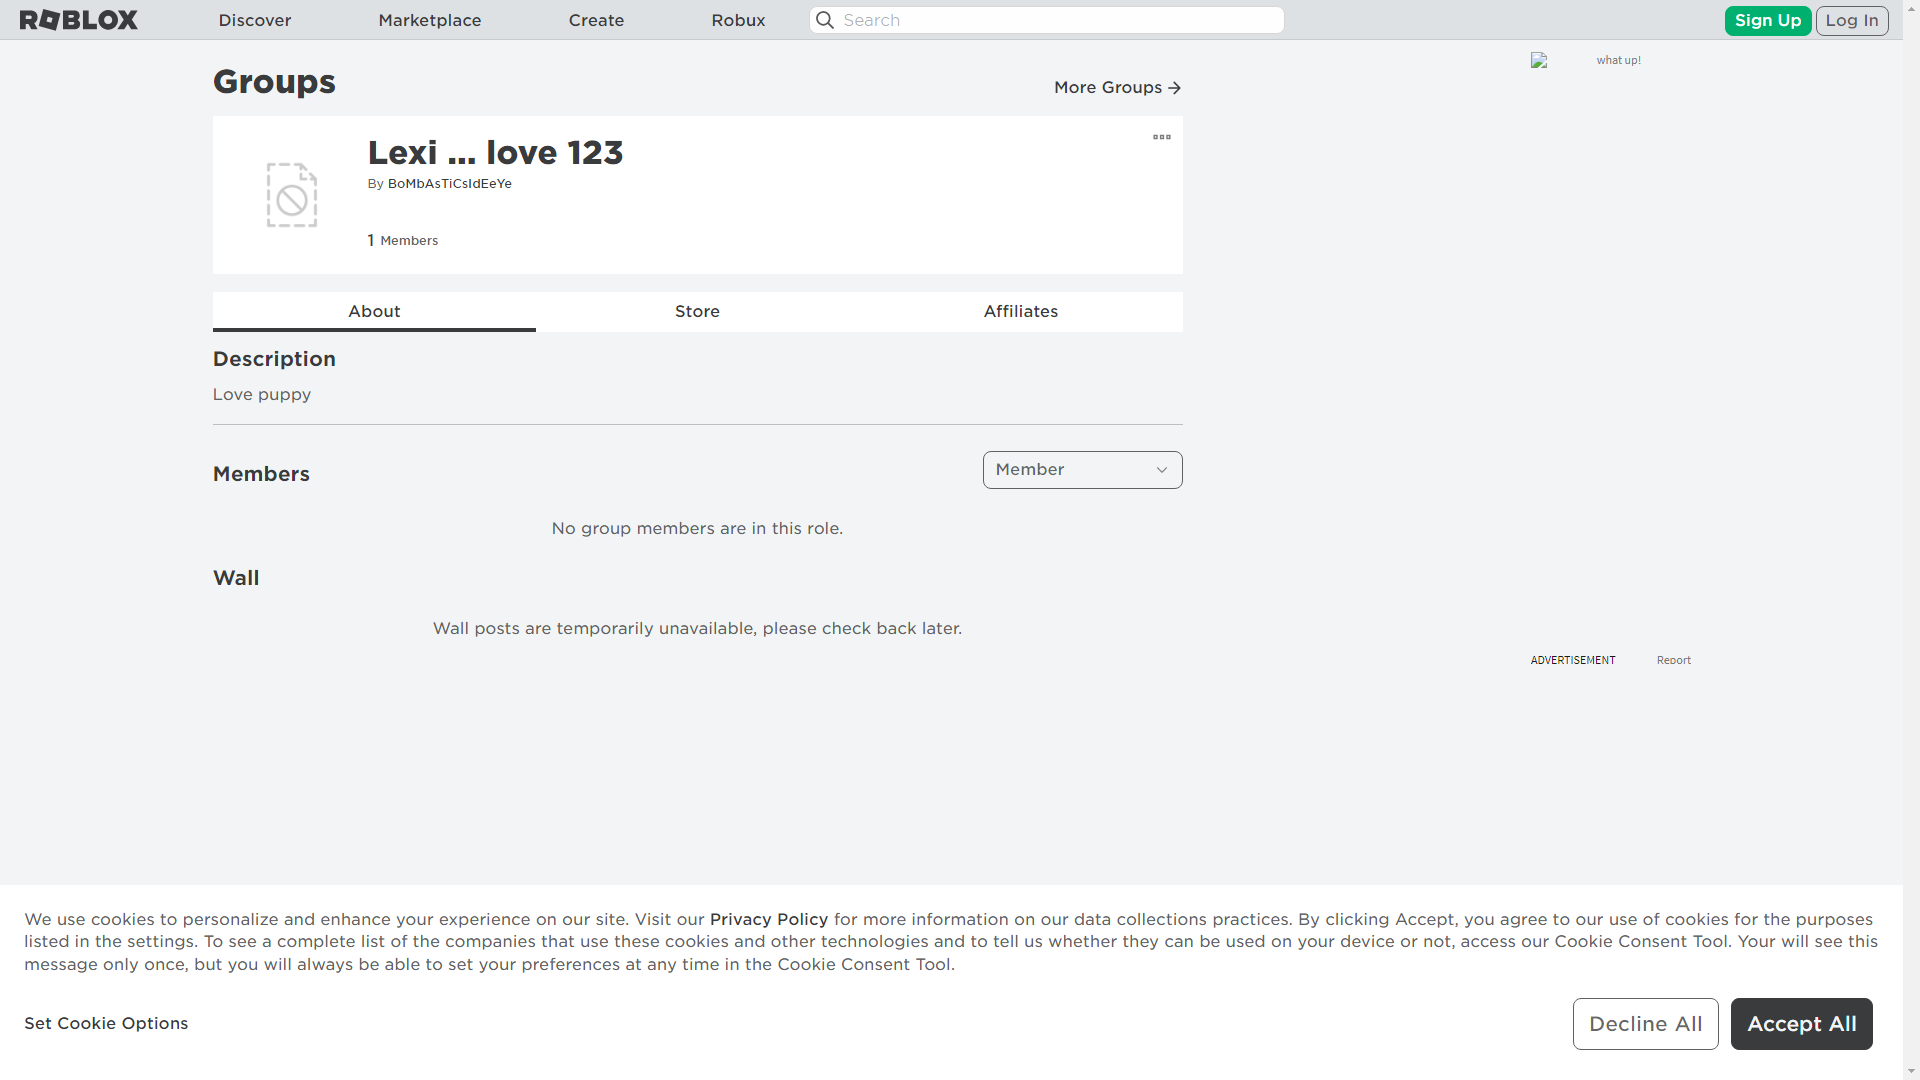 ROBLOX
Discover
Marketplace
Create
Robux
Search
Sign Up
Log In
Groups
More Groups
what up!
Lexi ... love 123
By BoMbAsTiCsIdEeYe
1 Members
About
Store
Affiliates
Description
Love puppy
Members
Member
No group members are in this role.
Wall
Wall posts are temporarily unavailable, please check back later.
ADVERTISEMENT
Report
We use cookies to personalize and enhance your experience on our site. Visit our Privacy Policy for more information on our data collections practices. By clicking Accept, you agree to our use of cookies for the purposes
listed in the settings. To see a complete list of the companies that use these cookies and other technologies and to tell us whether they can be used on your device or not, access our Cookie Consent Tool. Your will see this
message only once, but you will always be able to set your preferences at any time in the Cookie Consent Tool.
Set Cookie Options
Decline All
Accept All